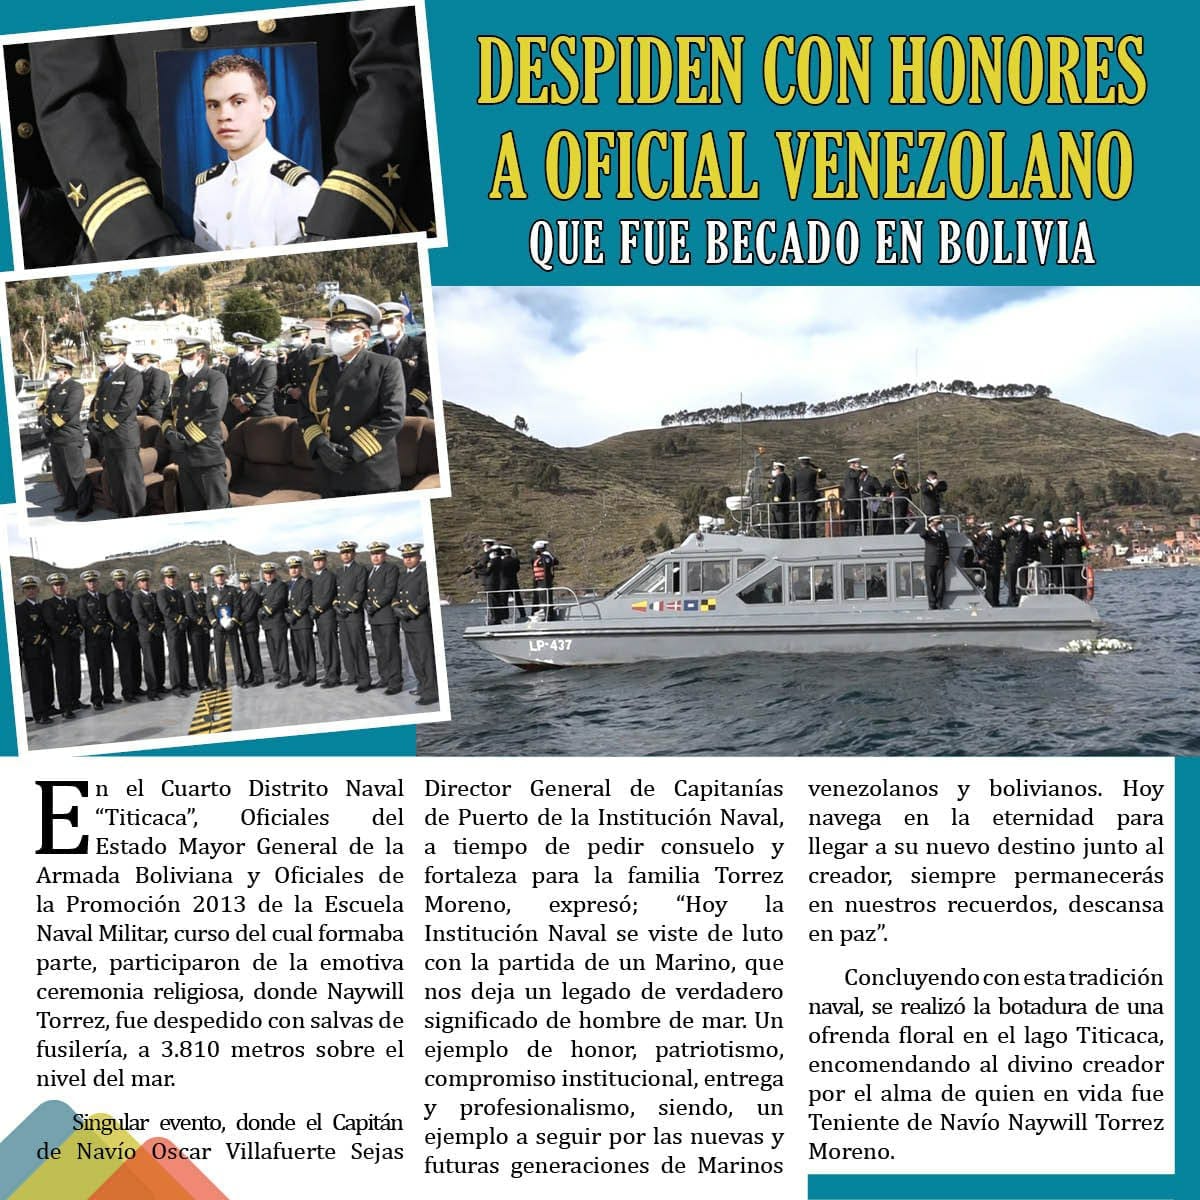 DESPIDEN CON HONORES
A OFICIAL VENEZOLANO
QUE FUE BECADO EN BOLIVIA
LP-437
En el Cuarto Distrito Naval
“Titicaca”, Oficiales del
Estado Mayor General de la
Armada Boliviana y Oficiales de
la Promoción 2013 de la Escuela
Naval Militar, curso del cual formaba
parte, participaron de la emotiva
ceremonia religiosa, donde Naywill
Torrez, fue despedido con salvas de
fusilería, a 3.810 metros sobre el
nivel del mar.
Singular evento, donde el Capitán
de Navío Oscar Villafuerte Sejas
Director General de Capitanías
de Puerto de la Institución Naval,
a tiempo de pedir consuelo y
fortaleza para la familia Torrez
Moreno, expresó; “Hoy la
Institución Naval se viste de luto
con la partida de un Marino, que
nos deja un legado de verdadero
significado de hombre de mar. Un
ejemplo de honor, patriotismo,
compromiso institucional, entrega
y profesionalismo, siendo, un
ejemplo a seguir por las nuevas y
futuras generaciones de Marinos
venezolanos y bolivianos. Hoy
navega en la eternidad para
llegar a su nuevo destino junto al
creador, siempre permanecerás
en nuestros recuerdos, descansa
en paz”.
Concluyendo con esta tradición
naval, se realizó la botadura de una
ofrenda floral en el lago Titicaca,
encomendando al divino creador
por el alma de quien en vida fue
Teniente de Navío Naywill Torrez
Moreno.